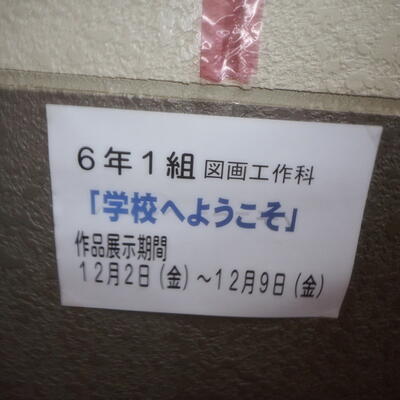 6年1組 図画工作科
「学校へようこそ」
作品展示期間
12月2日(金)～12月9日(金)